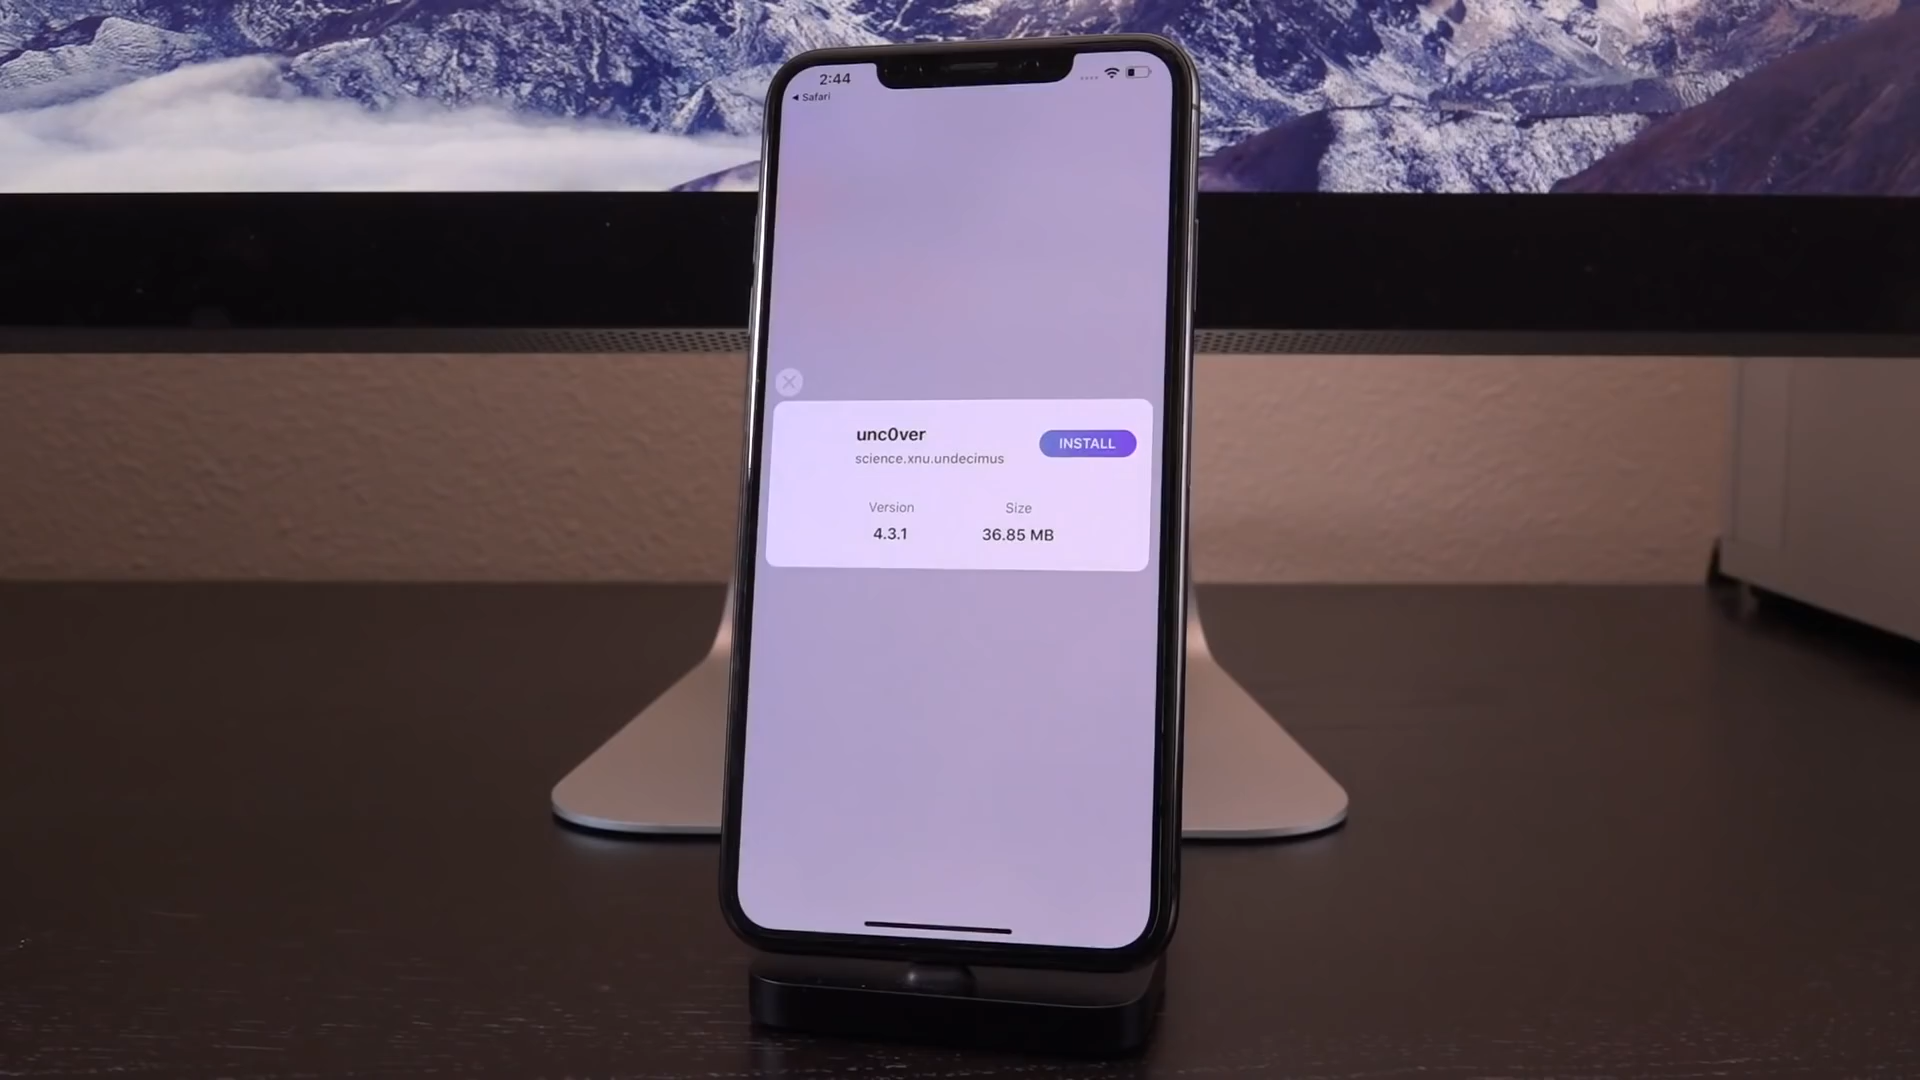 2:44
◀ Safari
unc0ver
INSTALL
science.xnu.undecimus
Version
Size
4.3.1
36.85 MB